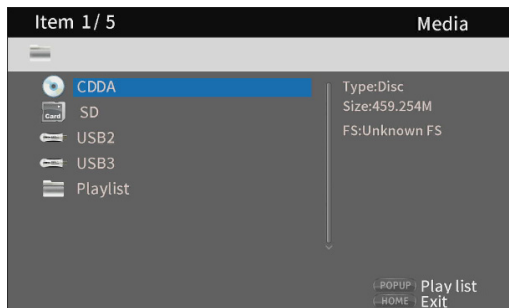 Item 1/ 5
Media
CDDA
Card
SD
USB2
USB3
Playlist
Type:Disc
Size:459.254M
FS:Unknown FS
POPUP Play list
HOME Exit